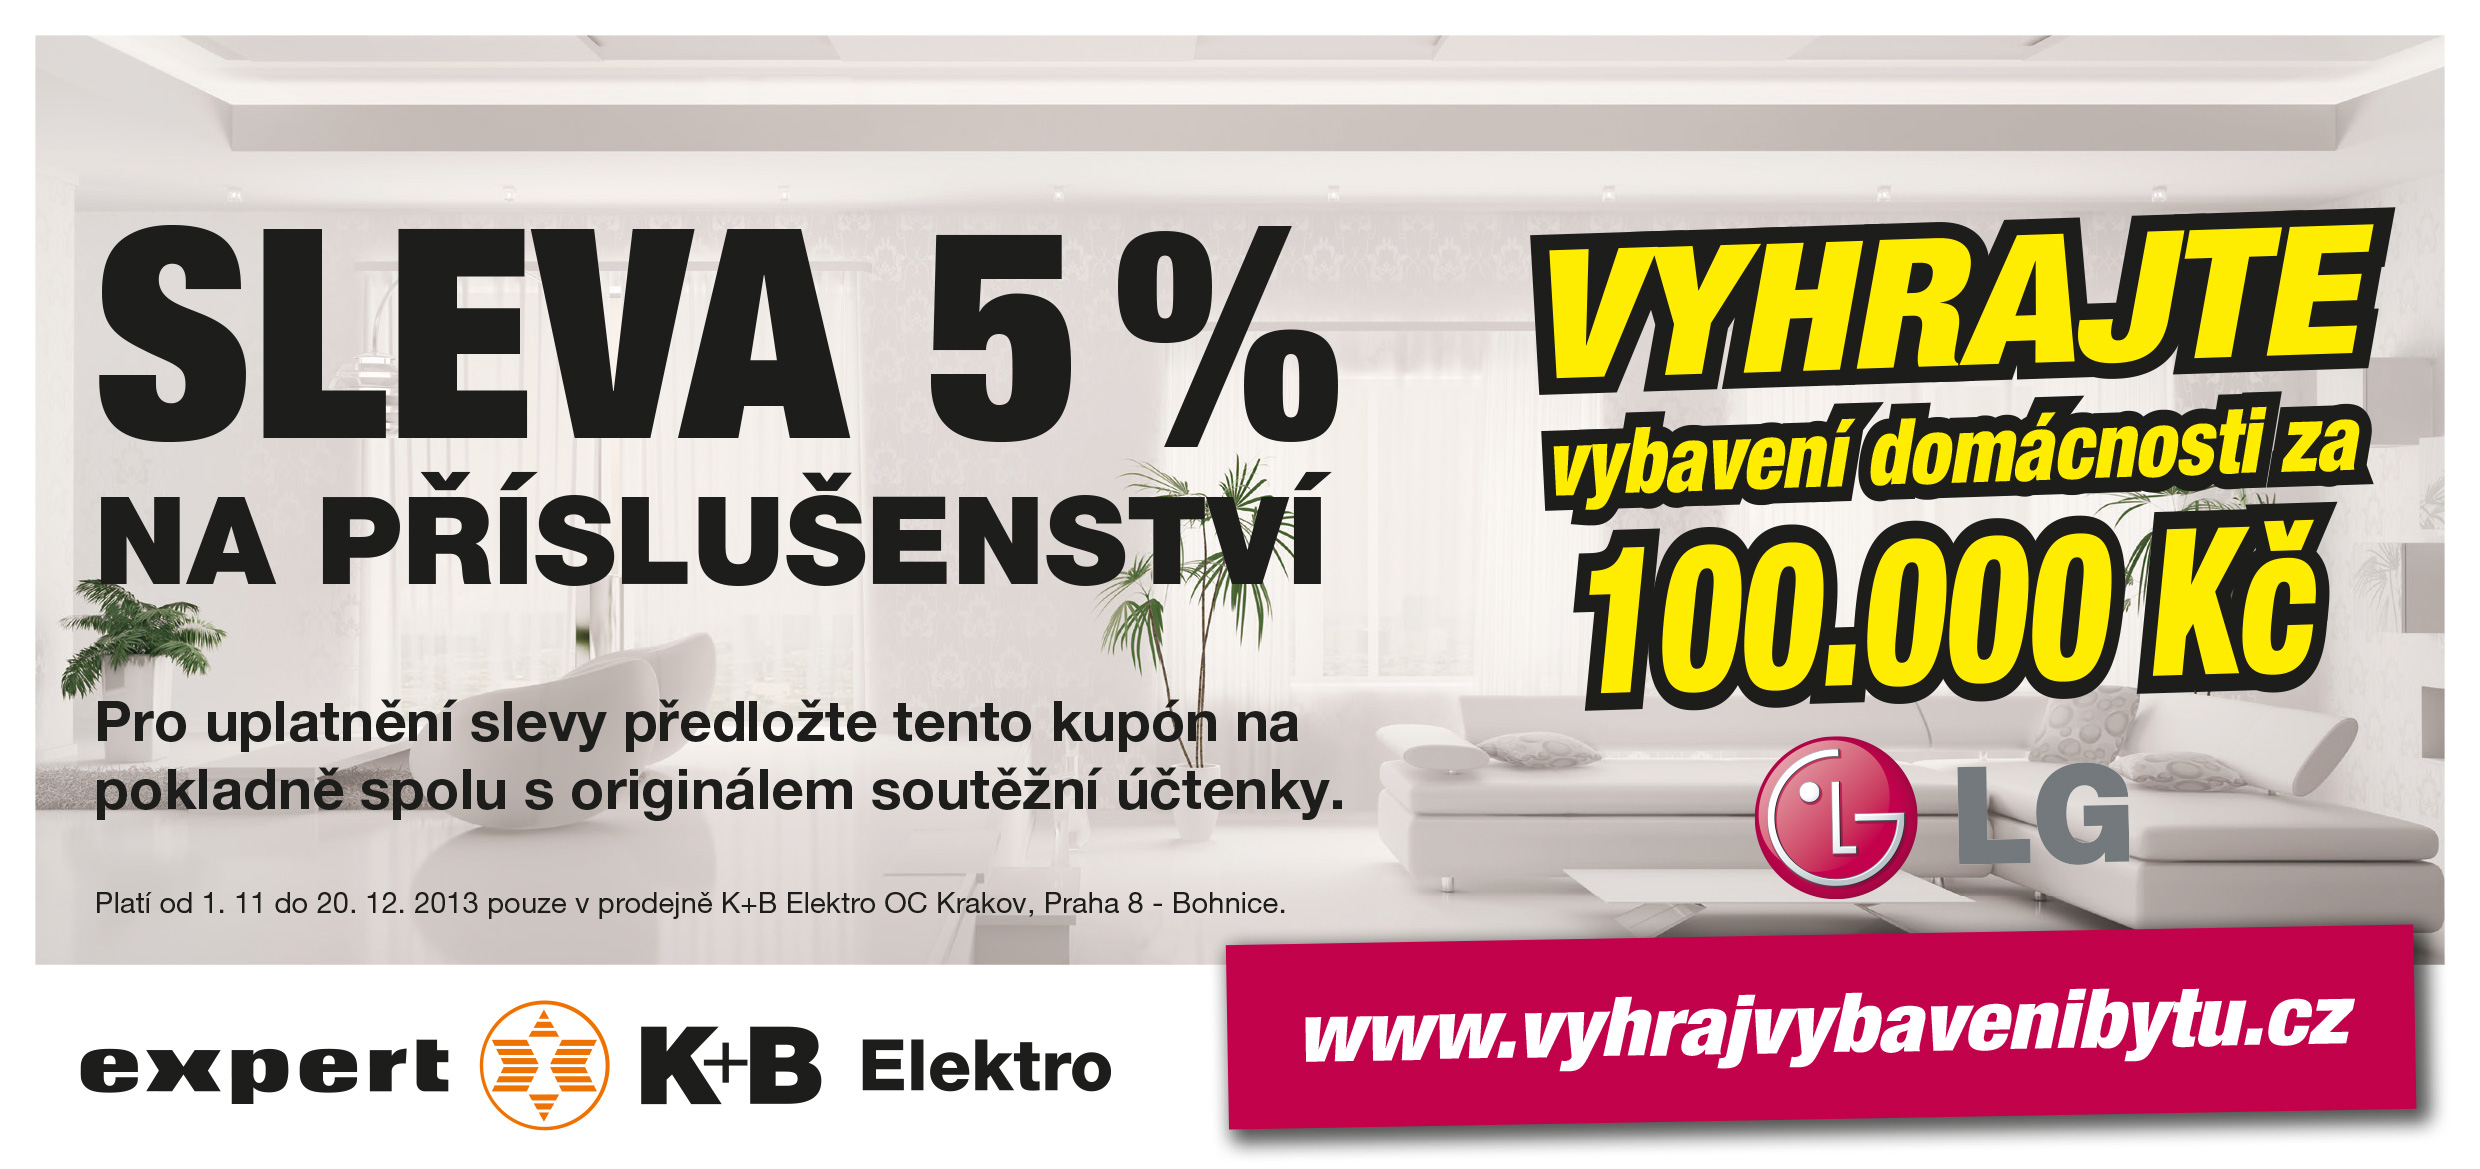 SLEVA 5%
NA PŘÍSLUŠENSTVÍ
Pro uplatnění slevy předložte tento kupón na
pokladně spolu s originálem soutěžní účtenky.
Platí od 1. 11 do 20. 12. 2013 pouze v prodejně K+B Elektro OC Krakov, Praha 8 - Bohnice.
VYHRAJTE
vybavení domácnosti za
100.000 Kč
LG LG
expert K+B Elektro
www.vyhrajvybavenibytu.cz